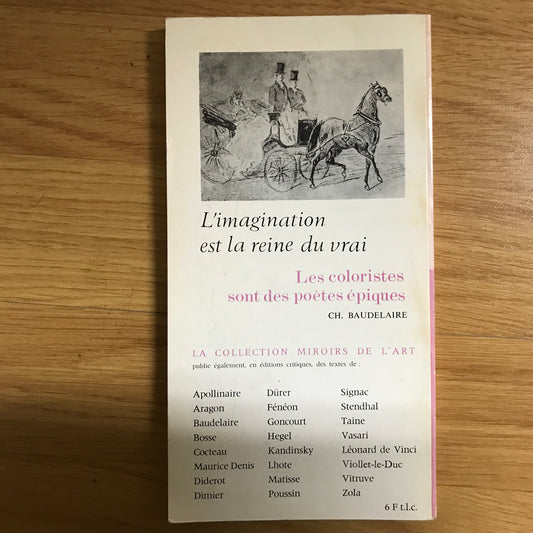 L'imagination
est la reine du vrai
Les coloristes
sont des poètes épiques
CH. BAUDELAIRE
LA COLLECTION MIROIRS DE L'ART
publie également, en éditions critiques, des textes de :
Apollinaire
Aragon
Baudelaire
Bosse
Cocteau
Maurice Denis
Diderot
Dimier
Dürer
Fénéon
Goncourt
Hegel
Kandinsky
Lhote
Matisse
Poussin
Signac
Stendhal
Taine
Vasari
Lèonard de Vinci
Viollet-le-Duc
Vitruve
Zola
6 F t.l.c.